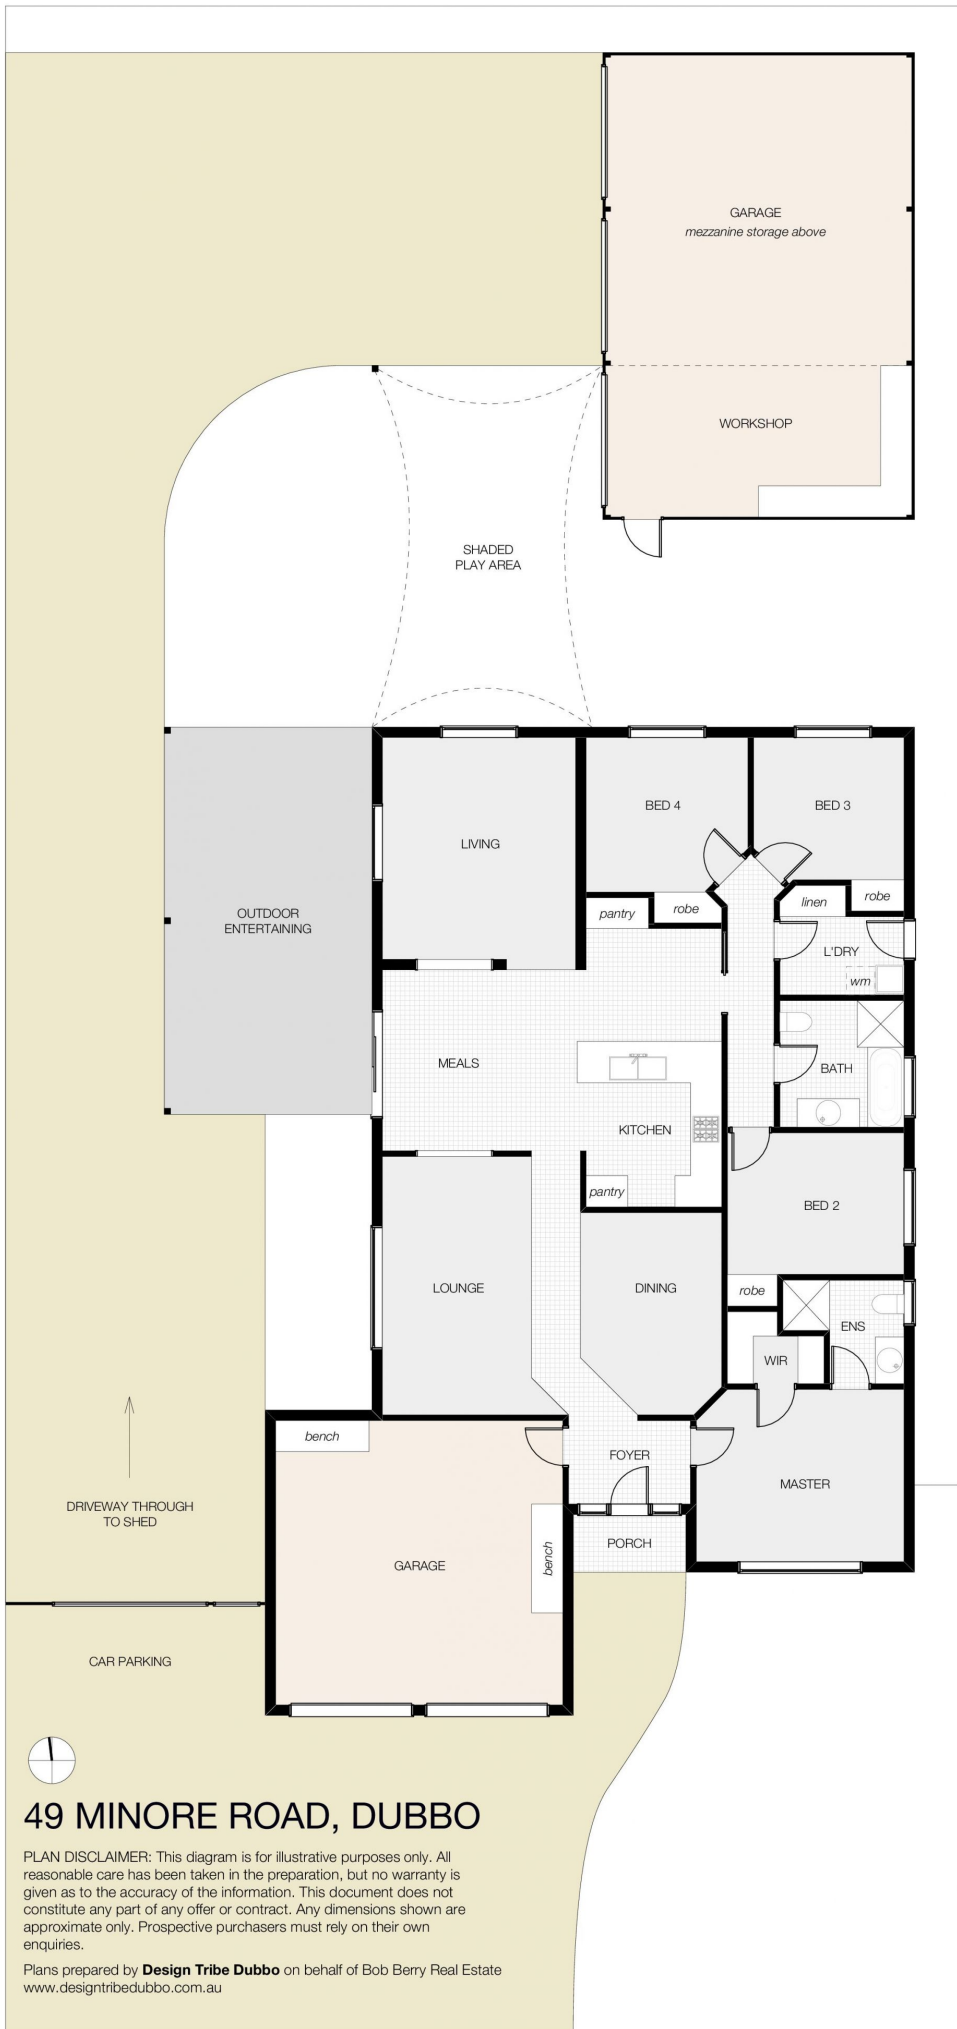 GARAGE
mezzanine storage above
WORKSHOP
SHADED
PLAY AREA
BED 4
BED 3
LIVING
pantry
robe
linen
robe
OUTDOOR
ENTERTAINING
L'DRY
wm
MEALS
BATH
KITCHEN
pantry
BED 2
LOUNGE
DINING
robe
ENS
WIR
bench
FOYER
MASTER
DRIVEWAY THROUGH
TO SHED
PORCH
bench
GARAGE
CAR PARKING
49 MINORE ROAD, DUBBO
PLAN DISCLAIMER: This diagram is for illustrative purposes only. All
reasonable care has been taken in the preparation, but no warranty is
given as to the accuracy of the information. This document does not
constitute any part of any offer or contract. Any dimensions shown are
approximate only. Prospective purchasers must rely on their own
enquiries.
Plans prepared by Design Tribe Dubbo on behalf of Bob Berry Real Estate
www.designtribedubbo.com.au